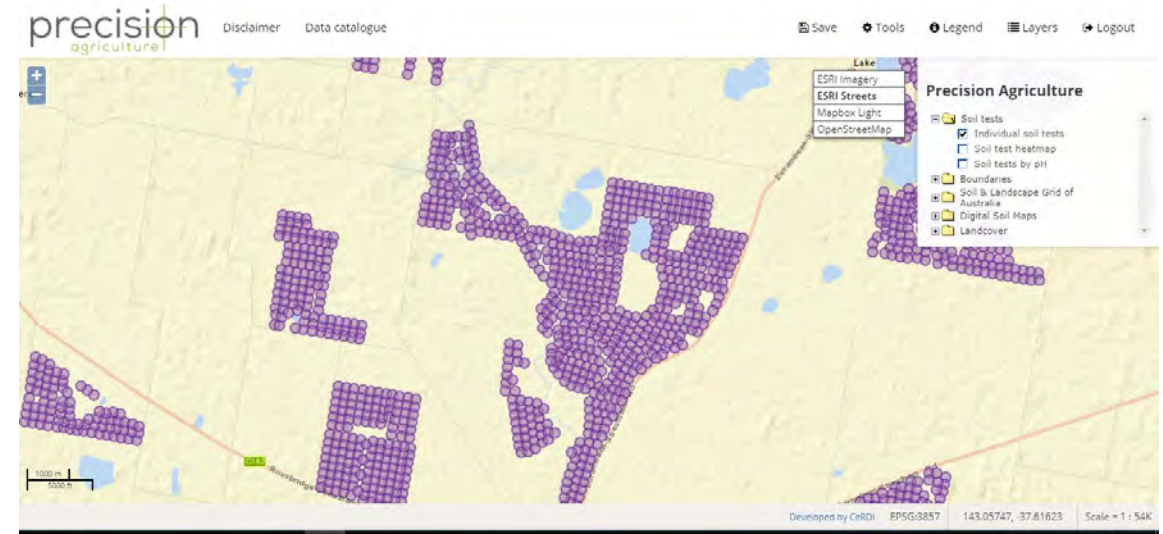 precision
agriculture
Disclaimer
Data catalogue
Save
Tools
Legend
Layers
Logout
+
−
Lake
ESRI Imagery
ESRI Streets
Mapbox Light
OpenStreetMap
Precision Agriculture
Soil tests
Individual soil tests
Soil test heatmap
Soil tests by pH
Boundaries
Soil & Landscape Grid of
Australia
Digital Soil Maps
Landcover
1000 m
5000 ft
Developed by CeRDI
EPSG:3857
143.05747, -37.61623
Scale = 1 : 54K